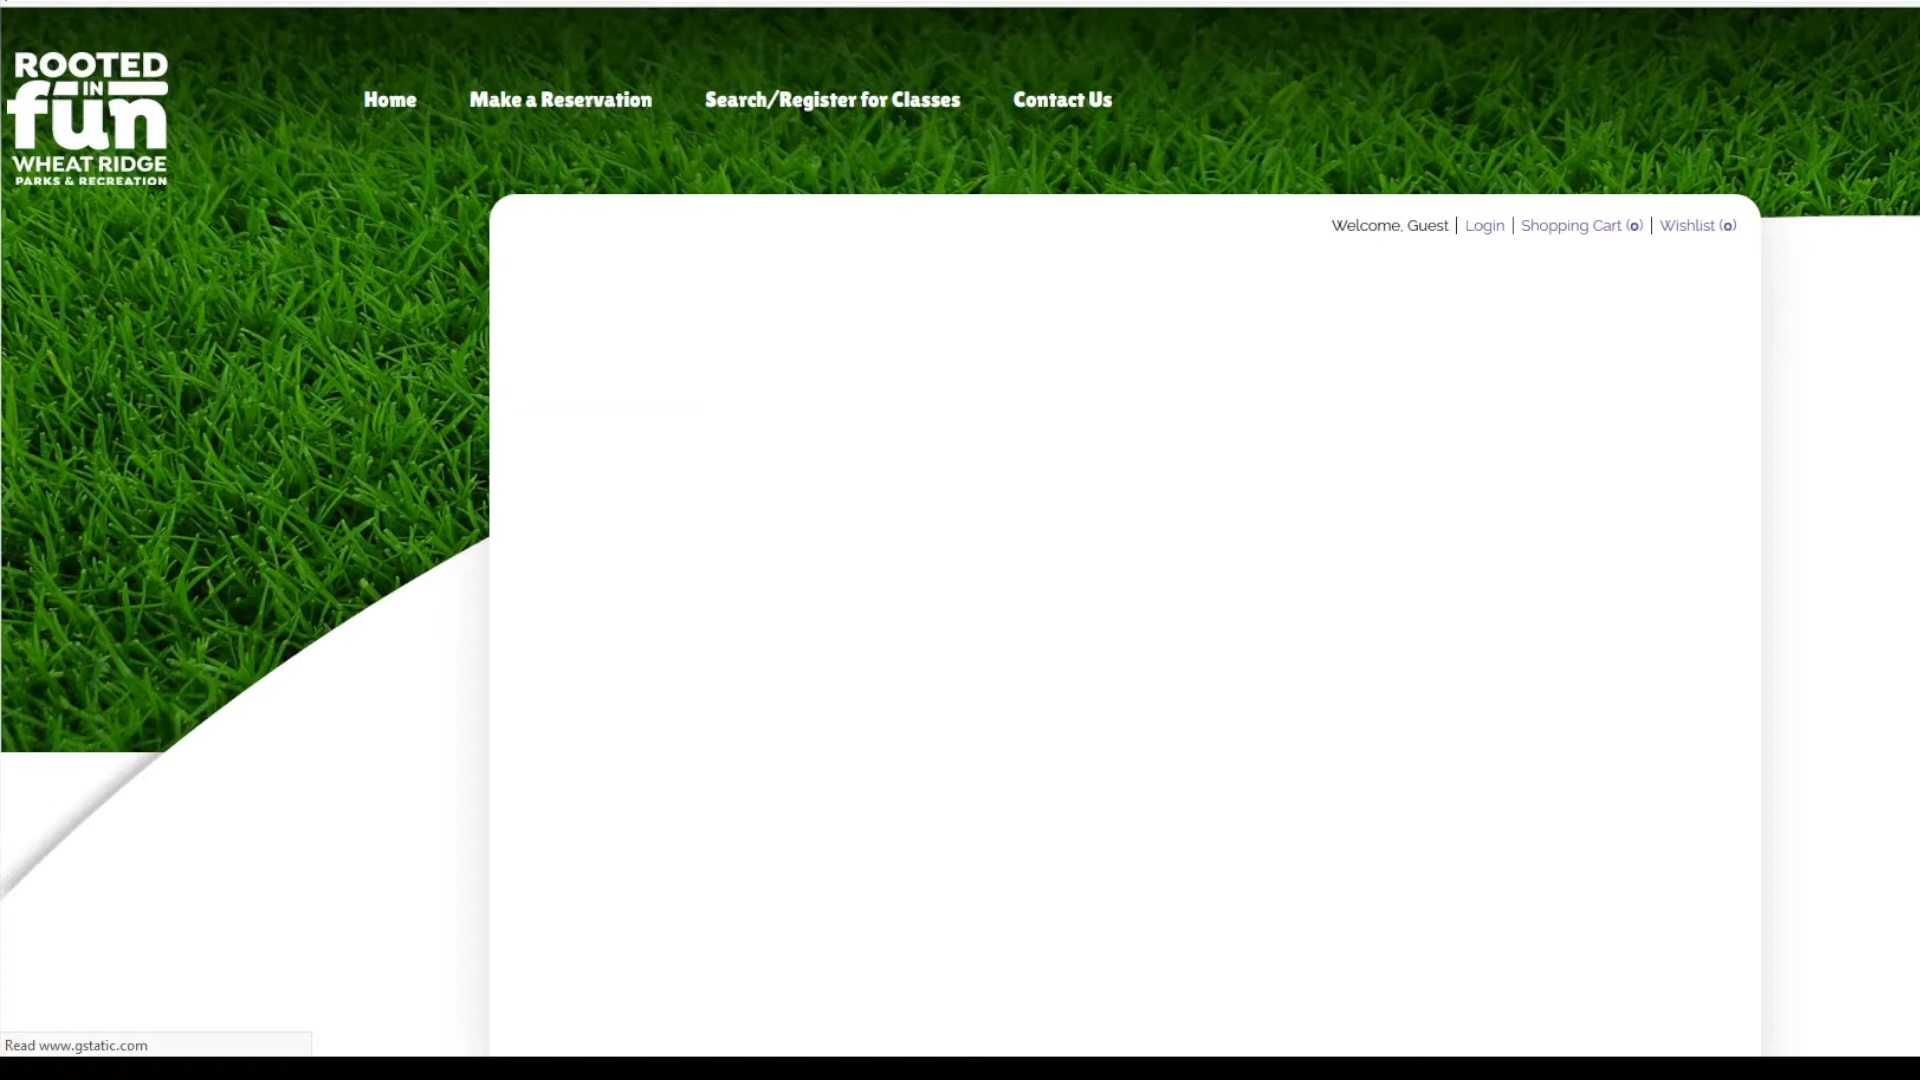 ROOTED
IN
fun
WHEAT RIDGE
PARKS & RECREATION
Home
Make a Reservation
Search/Register for Classes
Contact Us
Welcome, Guest | Login | Shopping Cart (0) | Wishlist (0)
Read www.gstatic.com